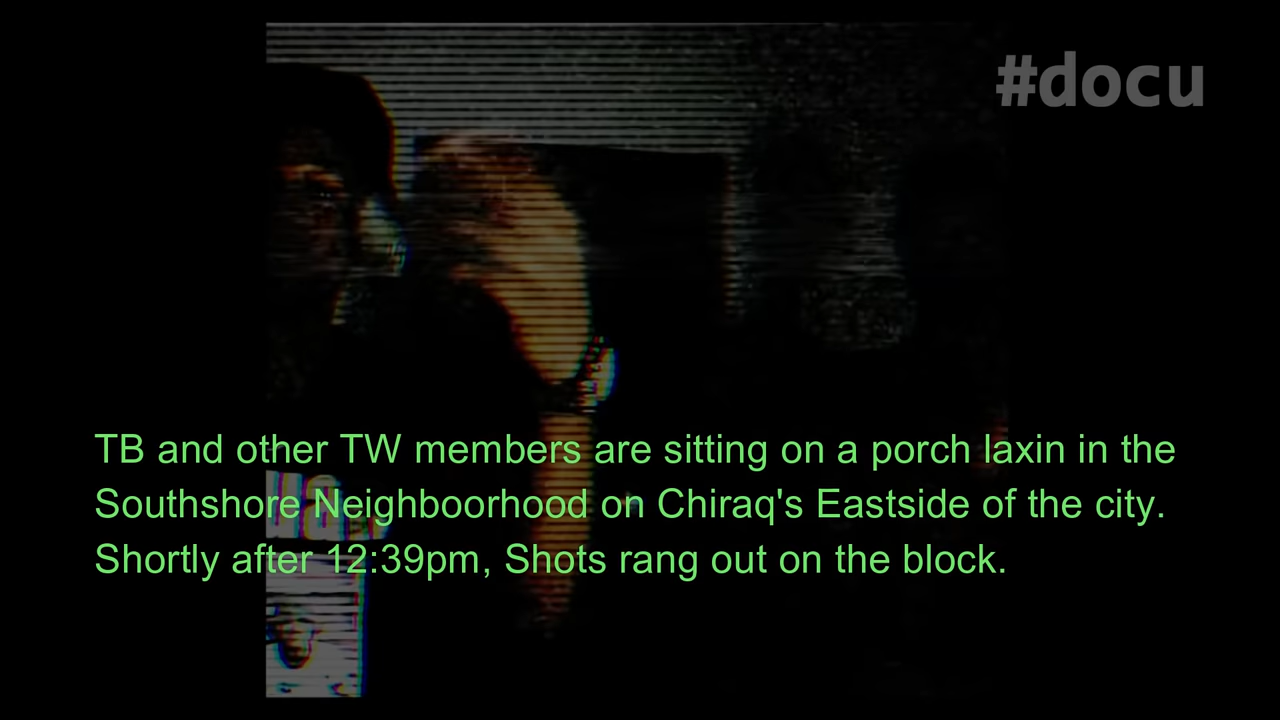 #docu
TB and other TW members are sitting on a porch laxin in the
Southshore Neighboorhood on Chiraq's Eastside of the city.
Shortly after 12:39pm, Shots rang out on the block.